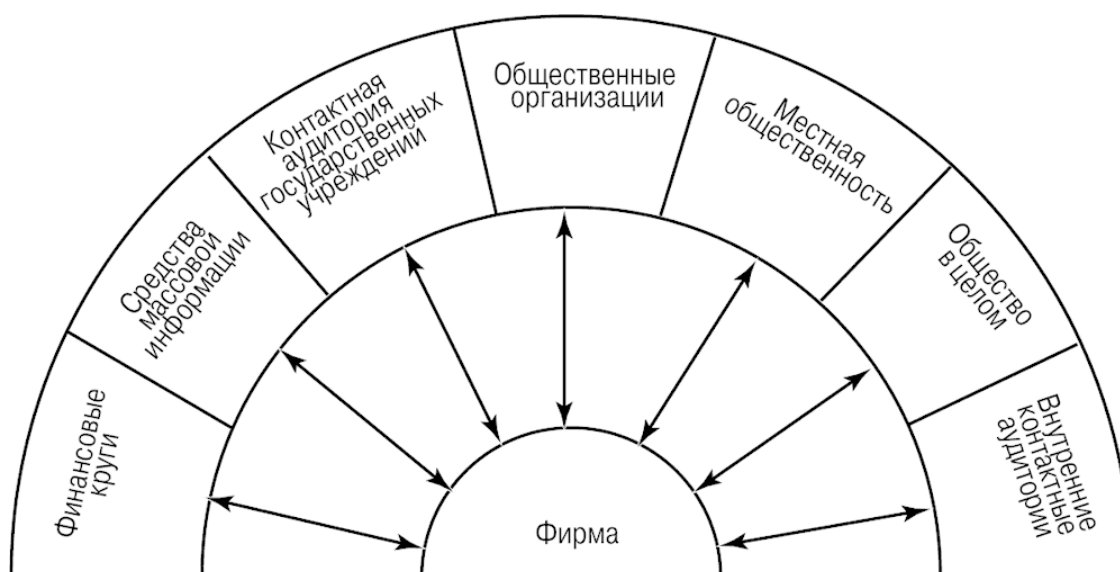 Финансовые
круги
Средства
массовой
информации
Контактная
аудитория
государственных
учреждений
Общественные
организации
Местная
общественность
Общество
в целом
Внутренние
контактные
аудитории
Фирма